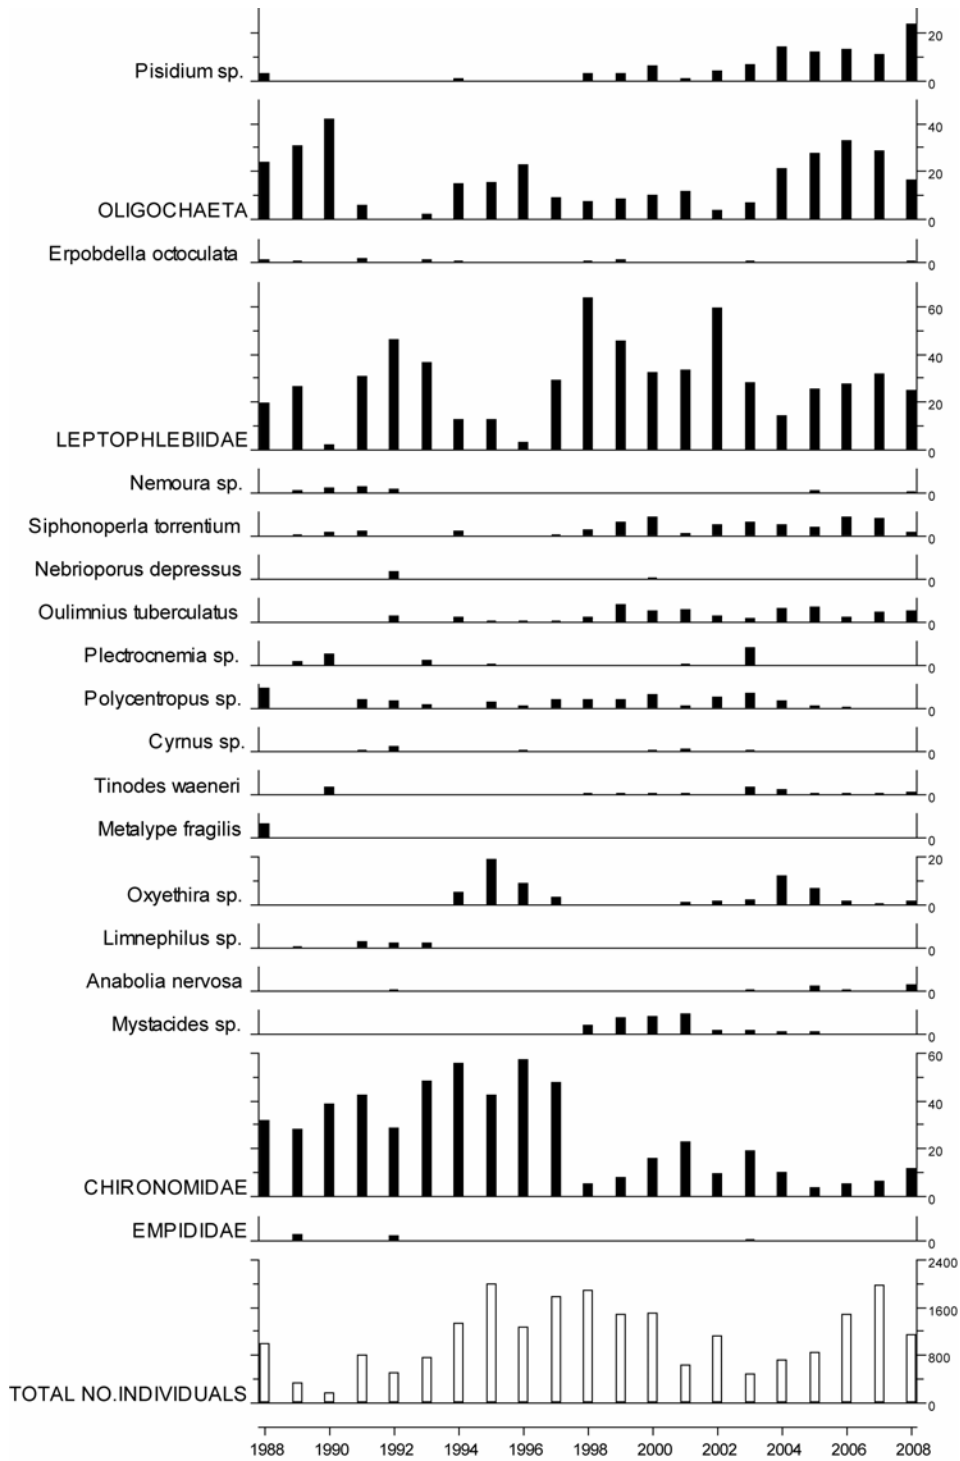 20
Pisidium sp.
0
40
20
OLIGOCHAETA
0
Erpobdella octoculata
0
60
40
20
LEPTOPHLEBIIDAE
0
Nemoura sp.
0
Siphonoperla torrentium
0
Nebrioporus depressus
0
Oulimnius tuberculatus
0
Plectrocnemia sp.
0
Polycentropus sp.
0
Cyrnus sp.
0
Tinodes waeneri
0
Metalype fragilis
0
20
Oxyethira sp.
0
Limnephilus sp.
0
Anabolia nervosa
0
Mystacides sp.
0
60
40
20
CHIRONOMIDAE
0
EMPIDIDAE
0
2400
1600
800
TOTAL NO.INDIVIDUALS
0
1988 1990 1992 1994 1996 1998 2000 2002 2004 2006 2008